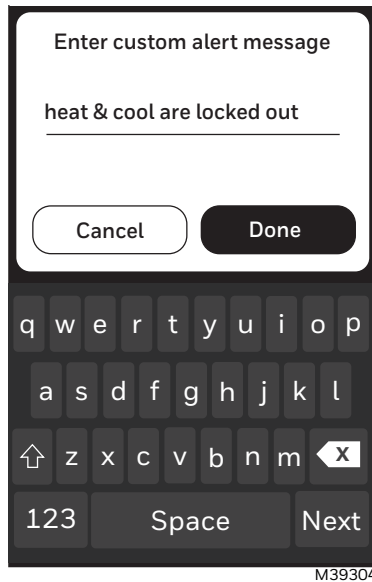 Enter custom alert message
heat & cool are locked out
Cancel Done
q w e r t y u i o p
a s d f g h j k l
z x c v b n m X
123 Space Next
M39304